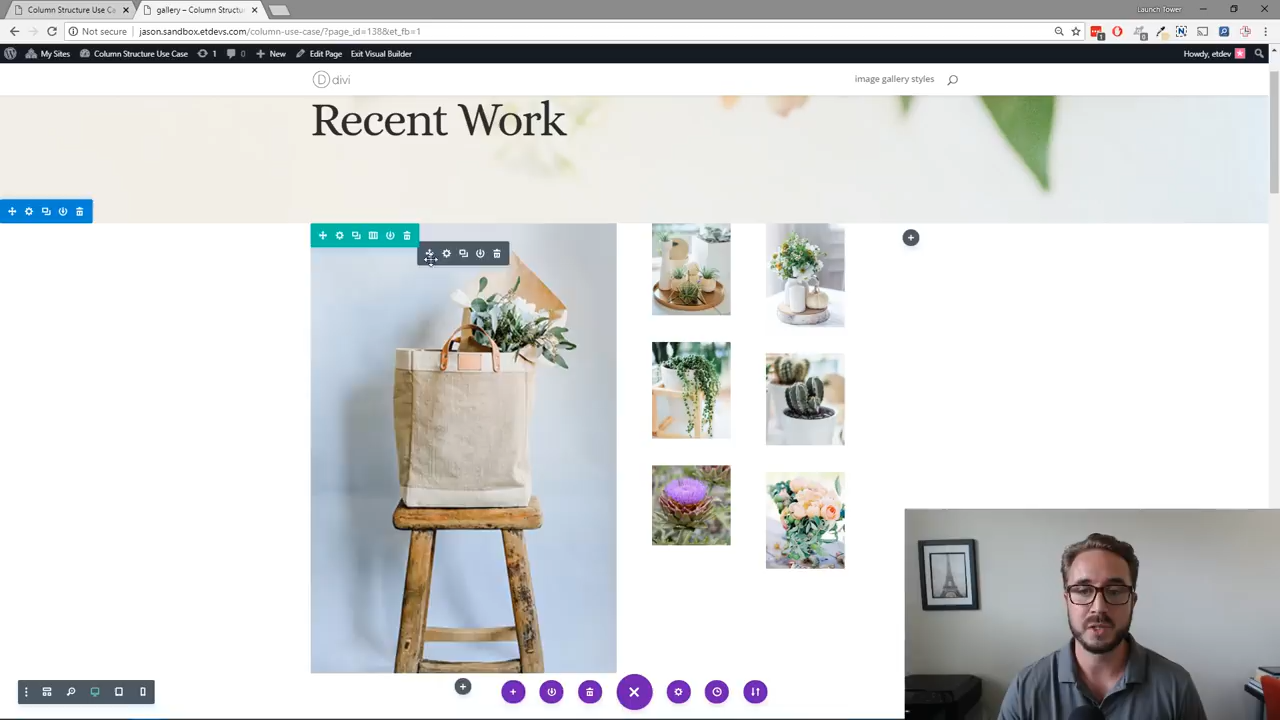 Launch Tower
Column Structure Use Ca
gallery – Column Structur
Not secure
jason.sandbox.etdevs.com/column-use-case/?page_id=138&et_fb=1
My Sites
Column Structure Use Case
1
0
New
Edit Page
Exit Visual Builder
Howdy, etdev
D divi
image gallery styles
Recent Work